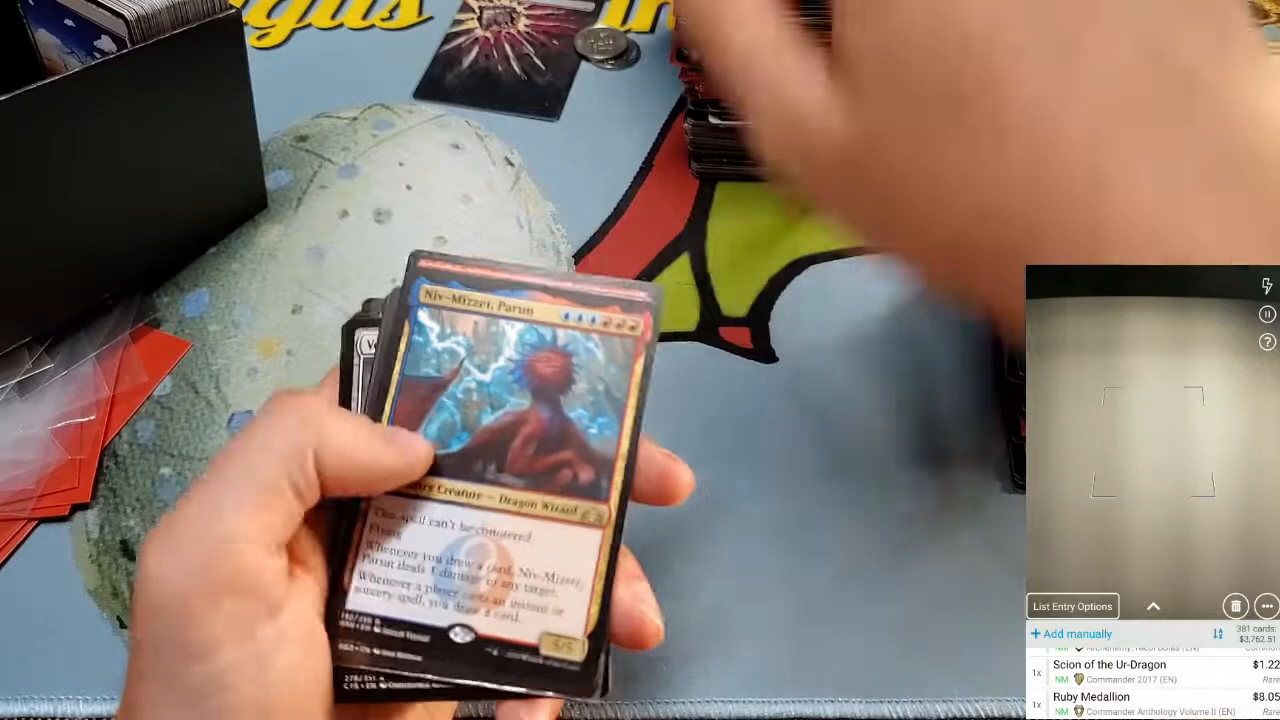 Niv-Mizzet, Parun
Creature — Dragon Wizard
This spell can't be countered.
Flying
Whenever you draw a card, Niv-Mizzet,
Parun deals 1 damage to any target.
Whenever a player casts an instant or
sorcery spell, you draw a card.
5/5
?
List Entry Options
+ Add manually
381 cards:
$3,762.51
Scion of the Ur-Dragon
$1.22
1x
NM
Commander 2017 (EN)
Rare
Ruby Medallion
$8.05
1x
NM
Commander Anthology Volume II (EN)
Rare